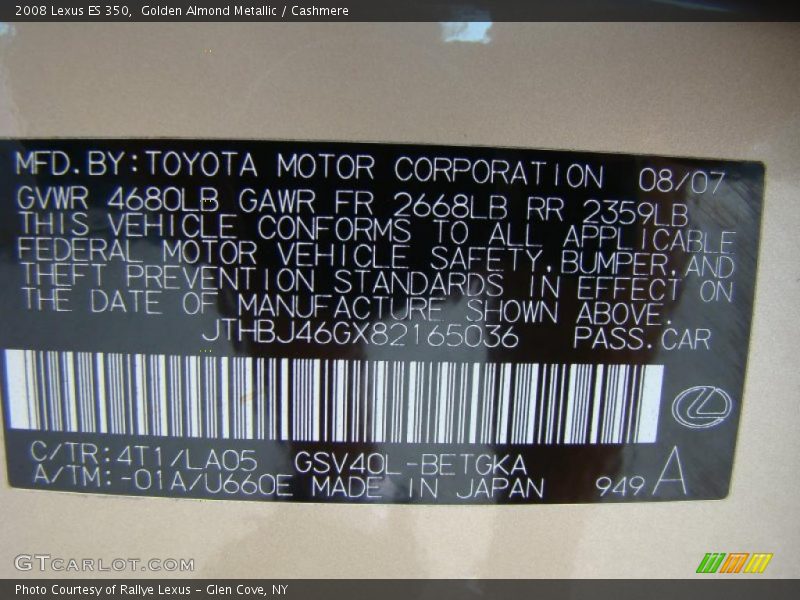 2008 Lexus ES 350,  Golden Almond Metallic / Cashmere
MFD.BY:TOYOTA MOTOR CORPORATION 08/07
GVWR 4680LB GAWR FR 2668LB RR 2359LB
THIS VEHICLE CONFORMS TO ALL APPLICABLE
FEDERAL MOTOR VEHICLE SAFETY,BUMPER,AND
THEFT PREVENTION STANDARDS IN EFFECT ON
THE DATE OF MANUFACTURE SHOWN ABOVE.
JTHBJ46GX82165036 PASS.CAR
C/TR:4T1/LA05 GSV40L-BETGKA
A/TM:-01A/U660E MADE IN JAPAN 949 A
GTCARLOT.COM
Photo Courtesy of Rallye Lexus - Glen Cove, NY